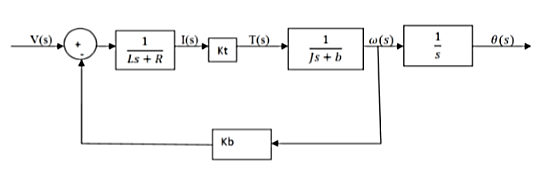 V(s)
+
-
1
Ls + R
I(s)
Kt
T(s)
1
Js + b
ω(s)
1
s
θ(s)
Kb